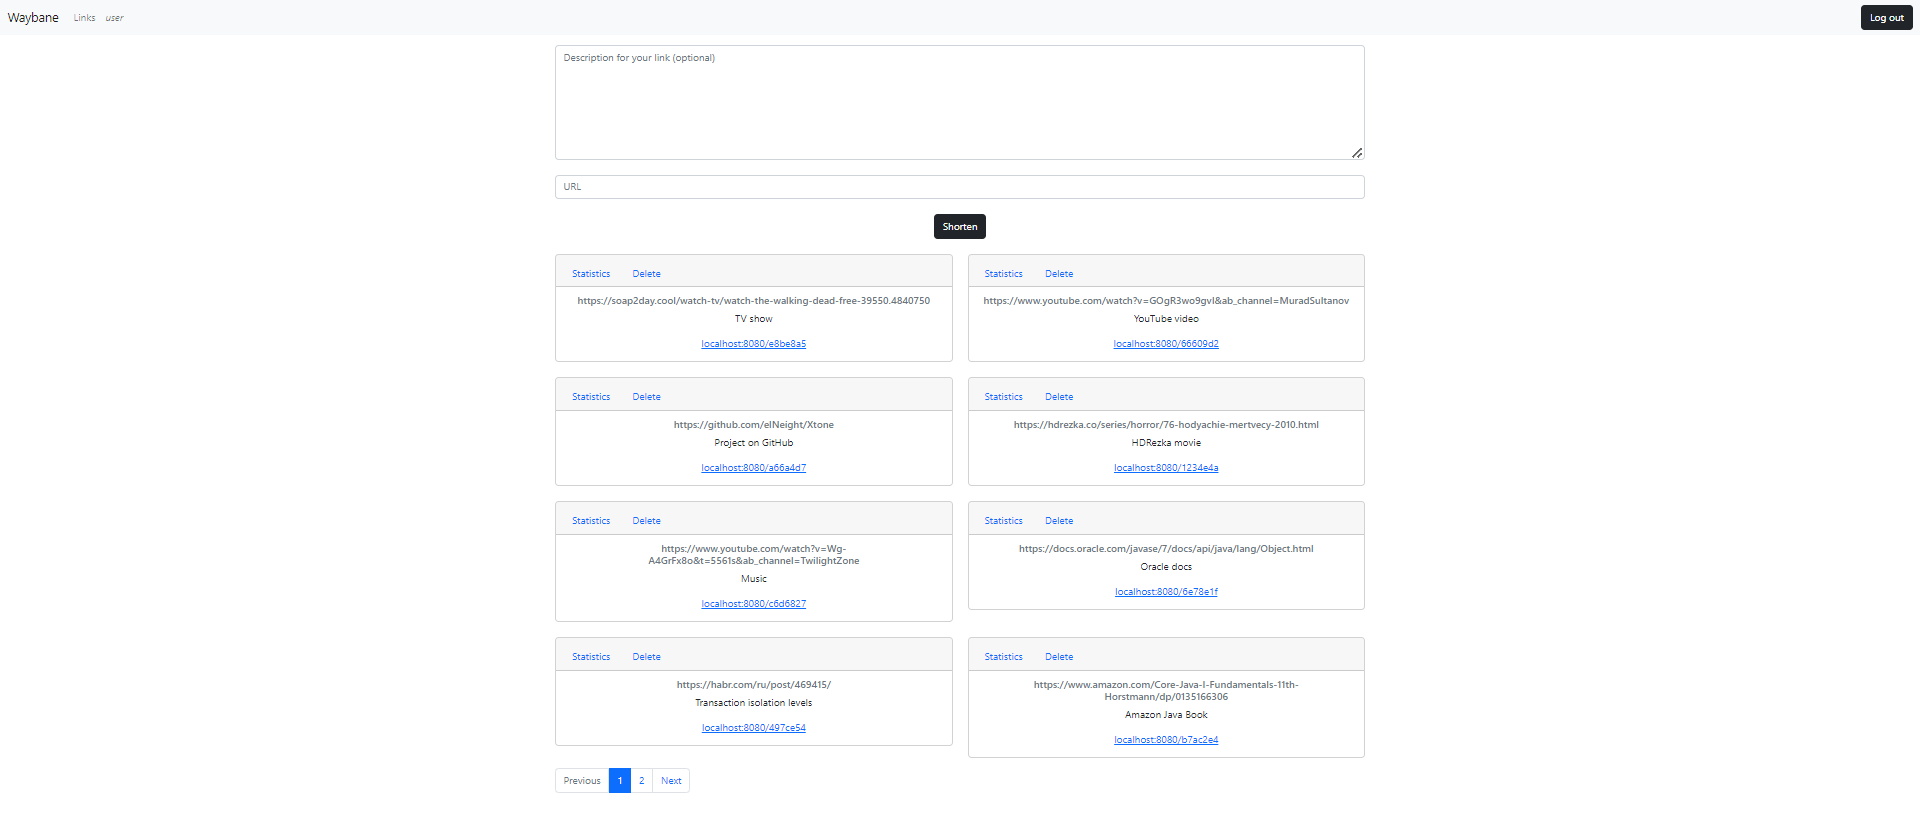 Waybane Links user Log out
Description for your link (optional)
URL
Shorten
Statistics Delete
https://soap2day.cool/watch-tv/watch-the-walking-dead-free-39550.4840750
TV show
localhost:8080/e8be8a5
Statistics Delete
https://www.youtube.com/watch?v=GOgR3wo9gvI&ab_channel=MuradSultanov
YouTube video
localhost:8080/66609d2
Statistics Delete
https://github.com/elNeight/Xtone
Project on GitHub
localhost:8080/a66a4d7
Statistics Delete
https://hdrezka.co/series/horror/76-hodyachie-mertvecy-2010.html
HDRezka movie
localhost:8080/1234e4a
Statistics Delete
https://www.youtube.com/watch?v=Wg-
A4GrFx8o&t=5561s&ab_channel=TwilightZone
Music
localhost:8080/c6d6827
Statistics Delete
https://docs.oracle.com/javase/7/docs/api/java/lang/Object.html
Oracle docs
localhost:8080/6e78e1f
Statistics Delete
https://habr.com/ru/post/469415/
Transaction isolation levels
localhost:8080/497ce54
Statistics Delete
https://www.amazon.com/Core-Java-I-Fundamentals-11th-
Horstmann/dp/0135166306
Amazon Java Book
localhost:8080/b7ac2e4
Previous 1 2 Next